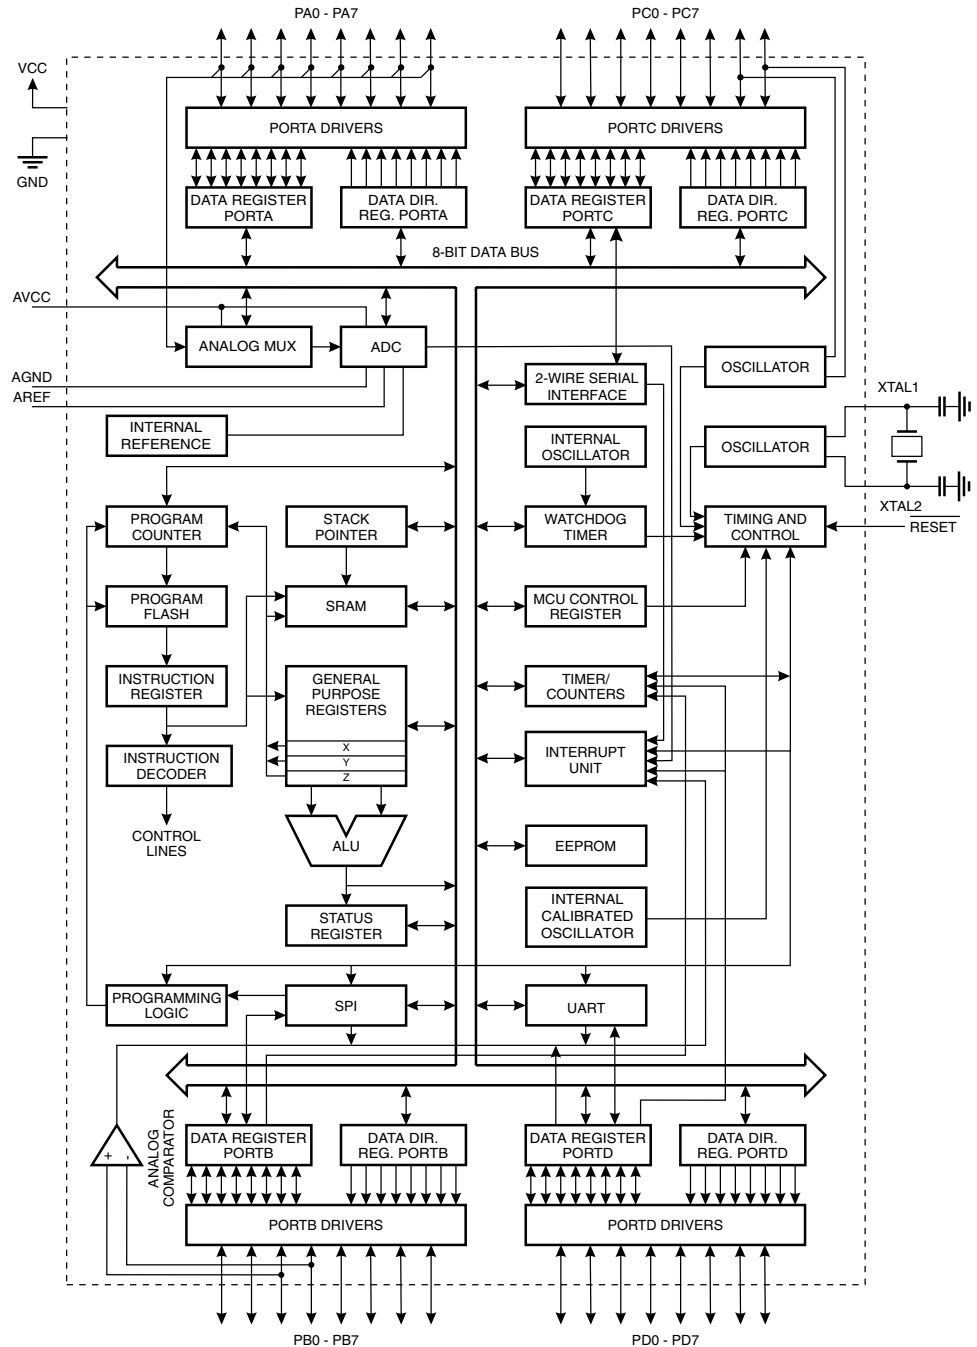 PA0 - PA7
PC0 - PC7
VCC
GND
PORTA DRIVERS
PORTC DRIVERS
DATA REGISTER
PORTA
DATA DIR.
REG. PORTA
DATA REGISTER
PORTC
DATA DIR.
REG. PORTC
8-BIT DATA BUS
AVCC
ANALOG MUX
ADC
AGND
AREF
INTERNAL
REFERENCE
2-WIRE SERIAL
INTERFACE
OSCILLATOR
XTAL1
INTERNAL
OSCILLATOR
OSCILLATOR
XTAL2
RESET
PROGRAM
COUNTER
STACK
POINTER
WATCHDOG
TIMER
TIMING AND
CONTROL
PROGRAM
FLASH
SRAM
MCU CONTROL
REGISTER
INSTRUCTION
REGISTER
GENERAL
PURPOSE
REGISTERS
X
Y
Z
TIMER/
COUNTERS
INSTRUCTION
DECODER
INTERRUPT
UNIT
CONTROL
LINES
ALU
EEPROM
STATUS
REGISTER
INTERNAL
CALIBRATED
OSCILLATOR
PROGRAMMING
LOGIC
SPI
UART
+
-
ANALOG
COMPARATOR
DATA REGISTER
PORTB
DATA DIR.
REG. PORTB
DATA REGISTER
PORTD
DATA DIR.
REG. PORTD
PORTB DRIVERS
PORTD DRIVERS
PB0 - PB7
PD0 - PD7